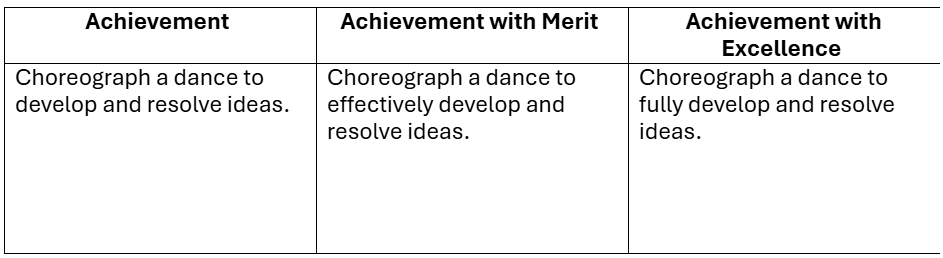 Achievement
Achievement with Merit
Achievement with
Excellence
Choreograph a dance to
develop and resolve ideas.
Choreograph a dance to
effectively develop and
resolve ideas.
Choreograph a dance to
fully develop and resolve
ideas.